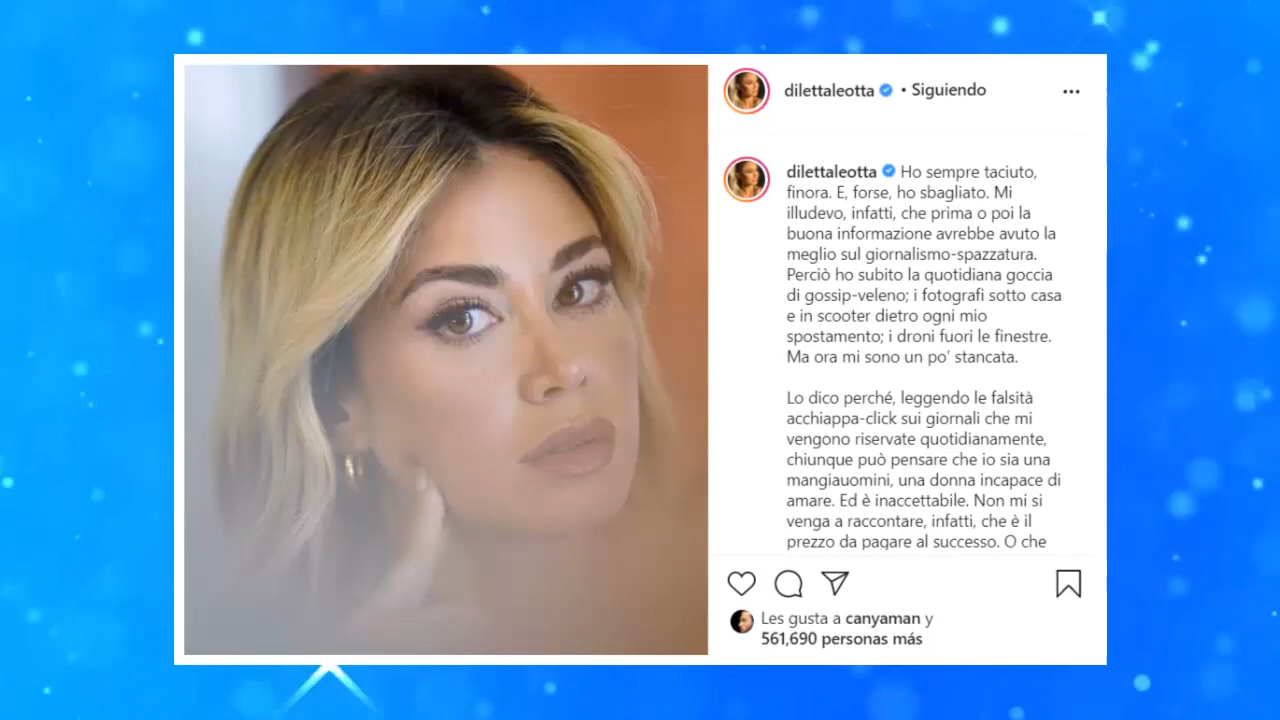 dilettaleotta • Siguiendo
dilettaleotta Ho sempre taciuto,
finora. E, forse, ho sbagliato. Mi
illudevo, infatti, che prima o poi la
buona informazione avrebbe avuto la
meglio sul giornalismo-spazzatura.
Perciò ho subito la quotidiana goccia
di gossip-veleno; i fotografi sotto casa
e in scooter dietro ogni mio
spostamento; i droni fuori le finestre.
Ma ora mi sono un po' stancata.
Lo dico perché, leggendo le falsità
acchiappa-click sui giornali che mi
vengono riservate quotidianamente,
chiunque può pensare che io sia una
mangiauomini, una donna incapace di
amare. Ed è inaccettabile. Non mi si
venga a raccontare, infatti, che è il
prezzo da pagare al successo. O che
Les gusta a canyaman y
561,690 personas más